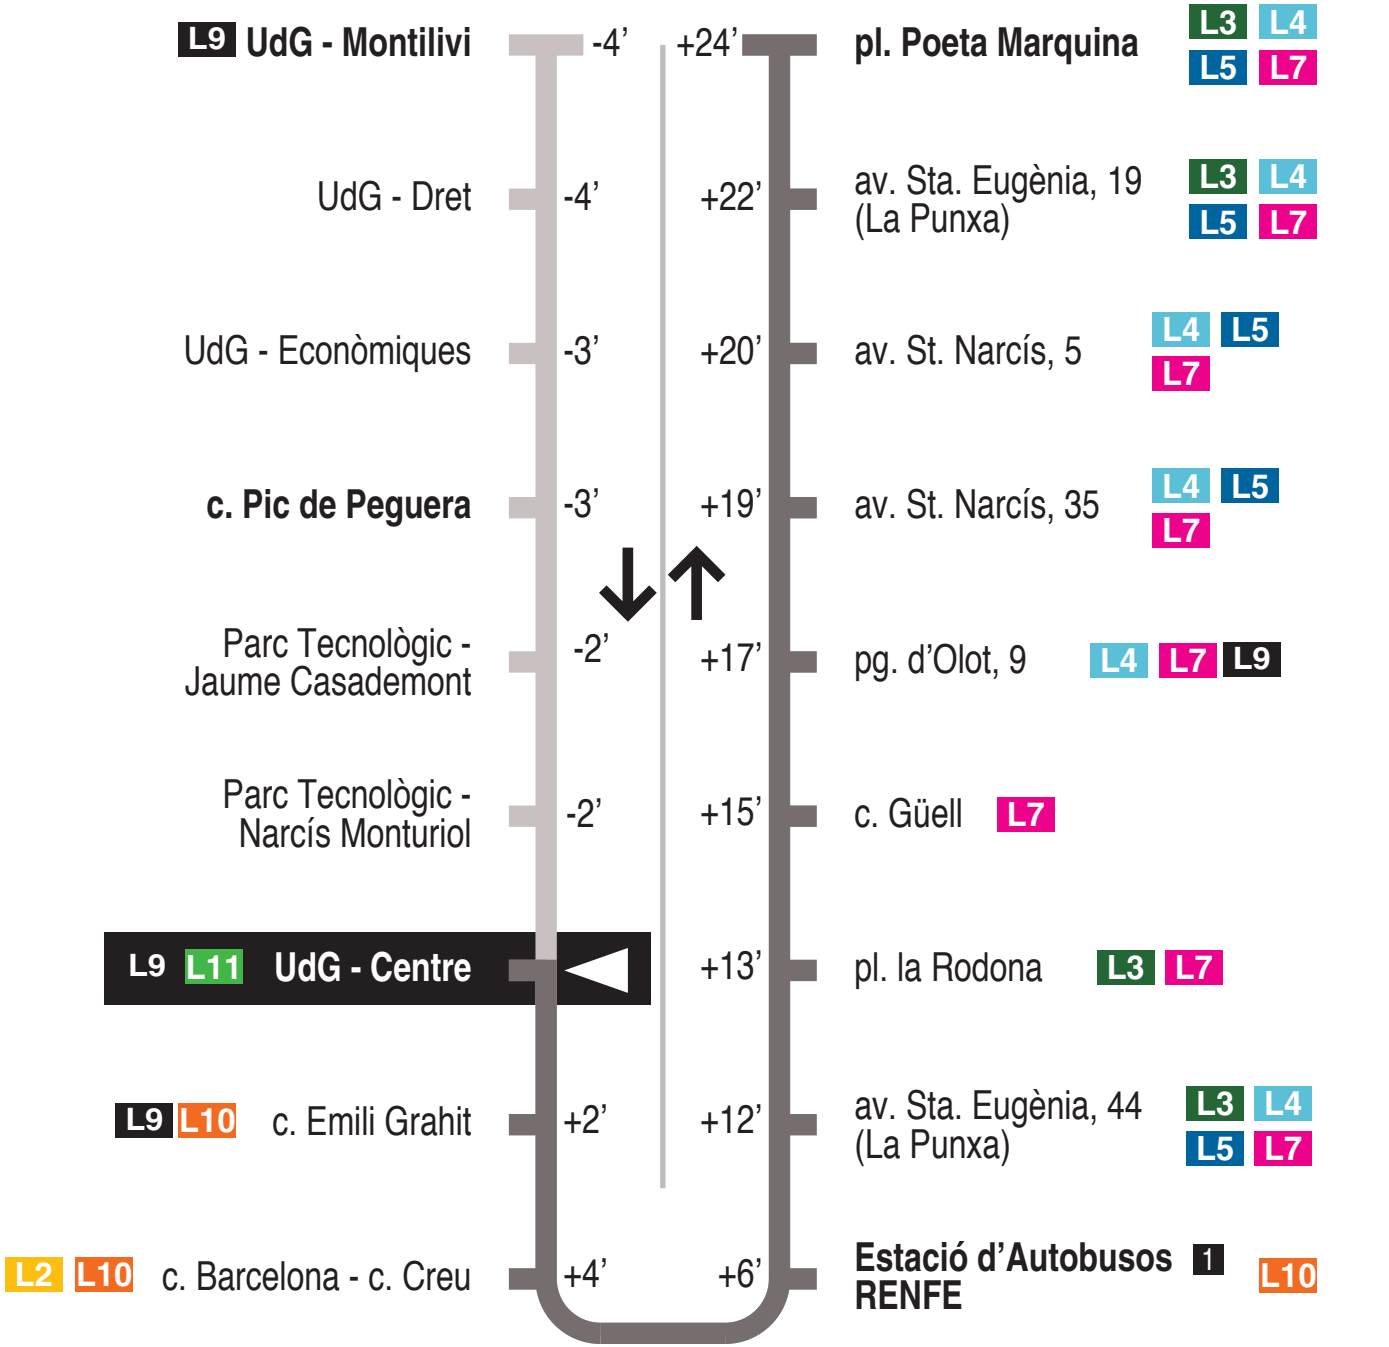 L9 UdG - Montilivi -4’
UdG - Dret -4’
UdG - Econòmiques -3’
c. Pic de Peguera -3’
Parc Tecnològic -
Jaume Casademont -2’
Parc Tecnològic -
Narcís Monturiol -2’
L9 L11 UdG - Centre
L9 L10 c. Emili Grahit +2’
L2 L10 c. Barcelona - c. Creu +4’
+24’ pl. Poeta Marquina L3 L4
L5 L7
+22’ av. Sta. Eugènia, 19 L3 L4
(La Punxa) L5 L7
+20’ av. St. Narcís, 5 L4 L5
L7
+19’ av. St. Narcís, 35 L4 L5
L7
+17’ pg. d’Olot, 9 L4 L7 L9
+15’ c. Güell L7
+13’ pl. la Rodona L3 L7
+12’ av. Sta. Eugènia, 44 L3 L4
(La Punxa) L5 L7
+6’ Estació d’Autobusos 1 L10
RENFE